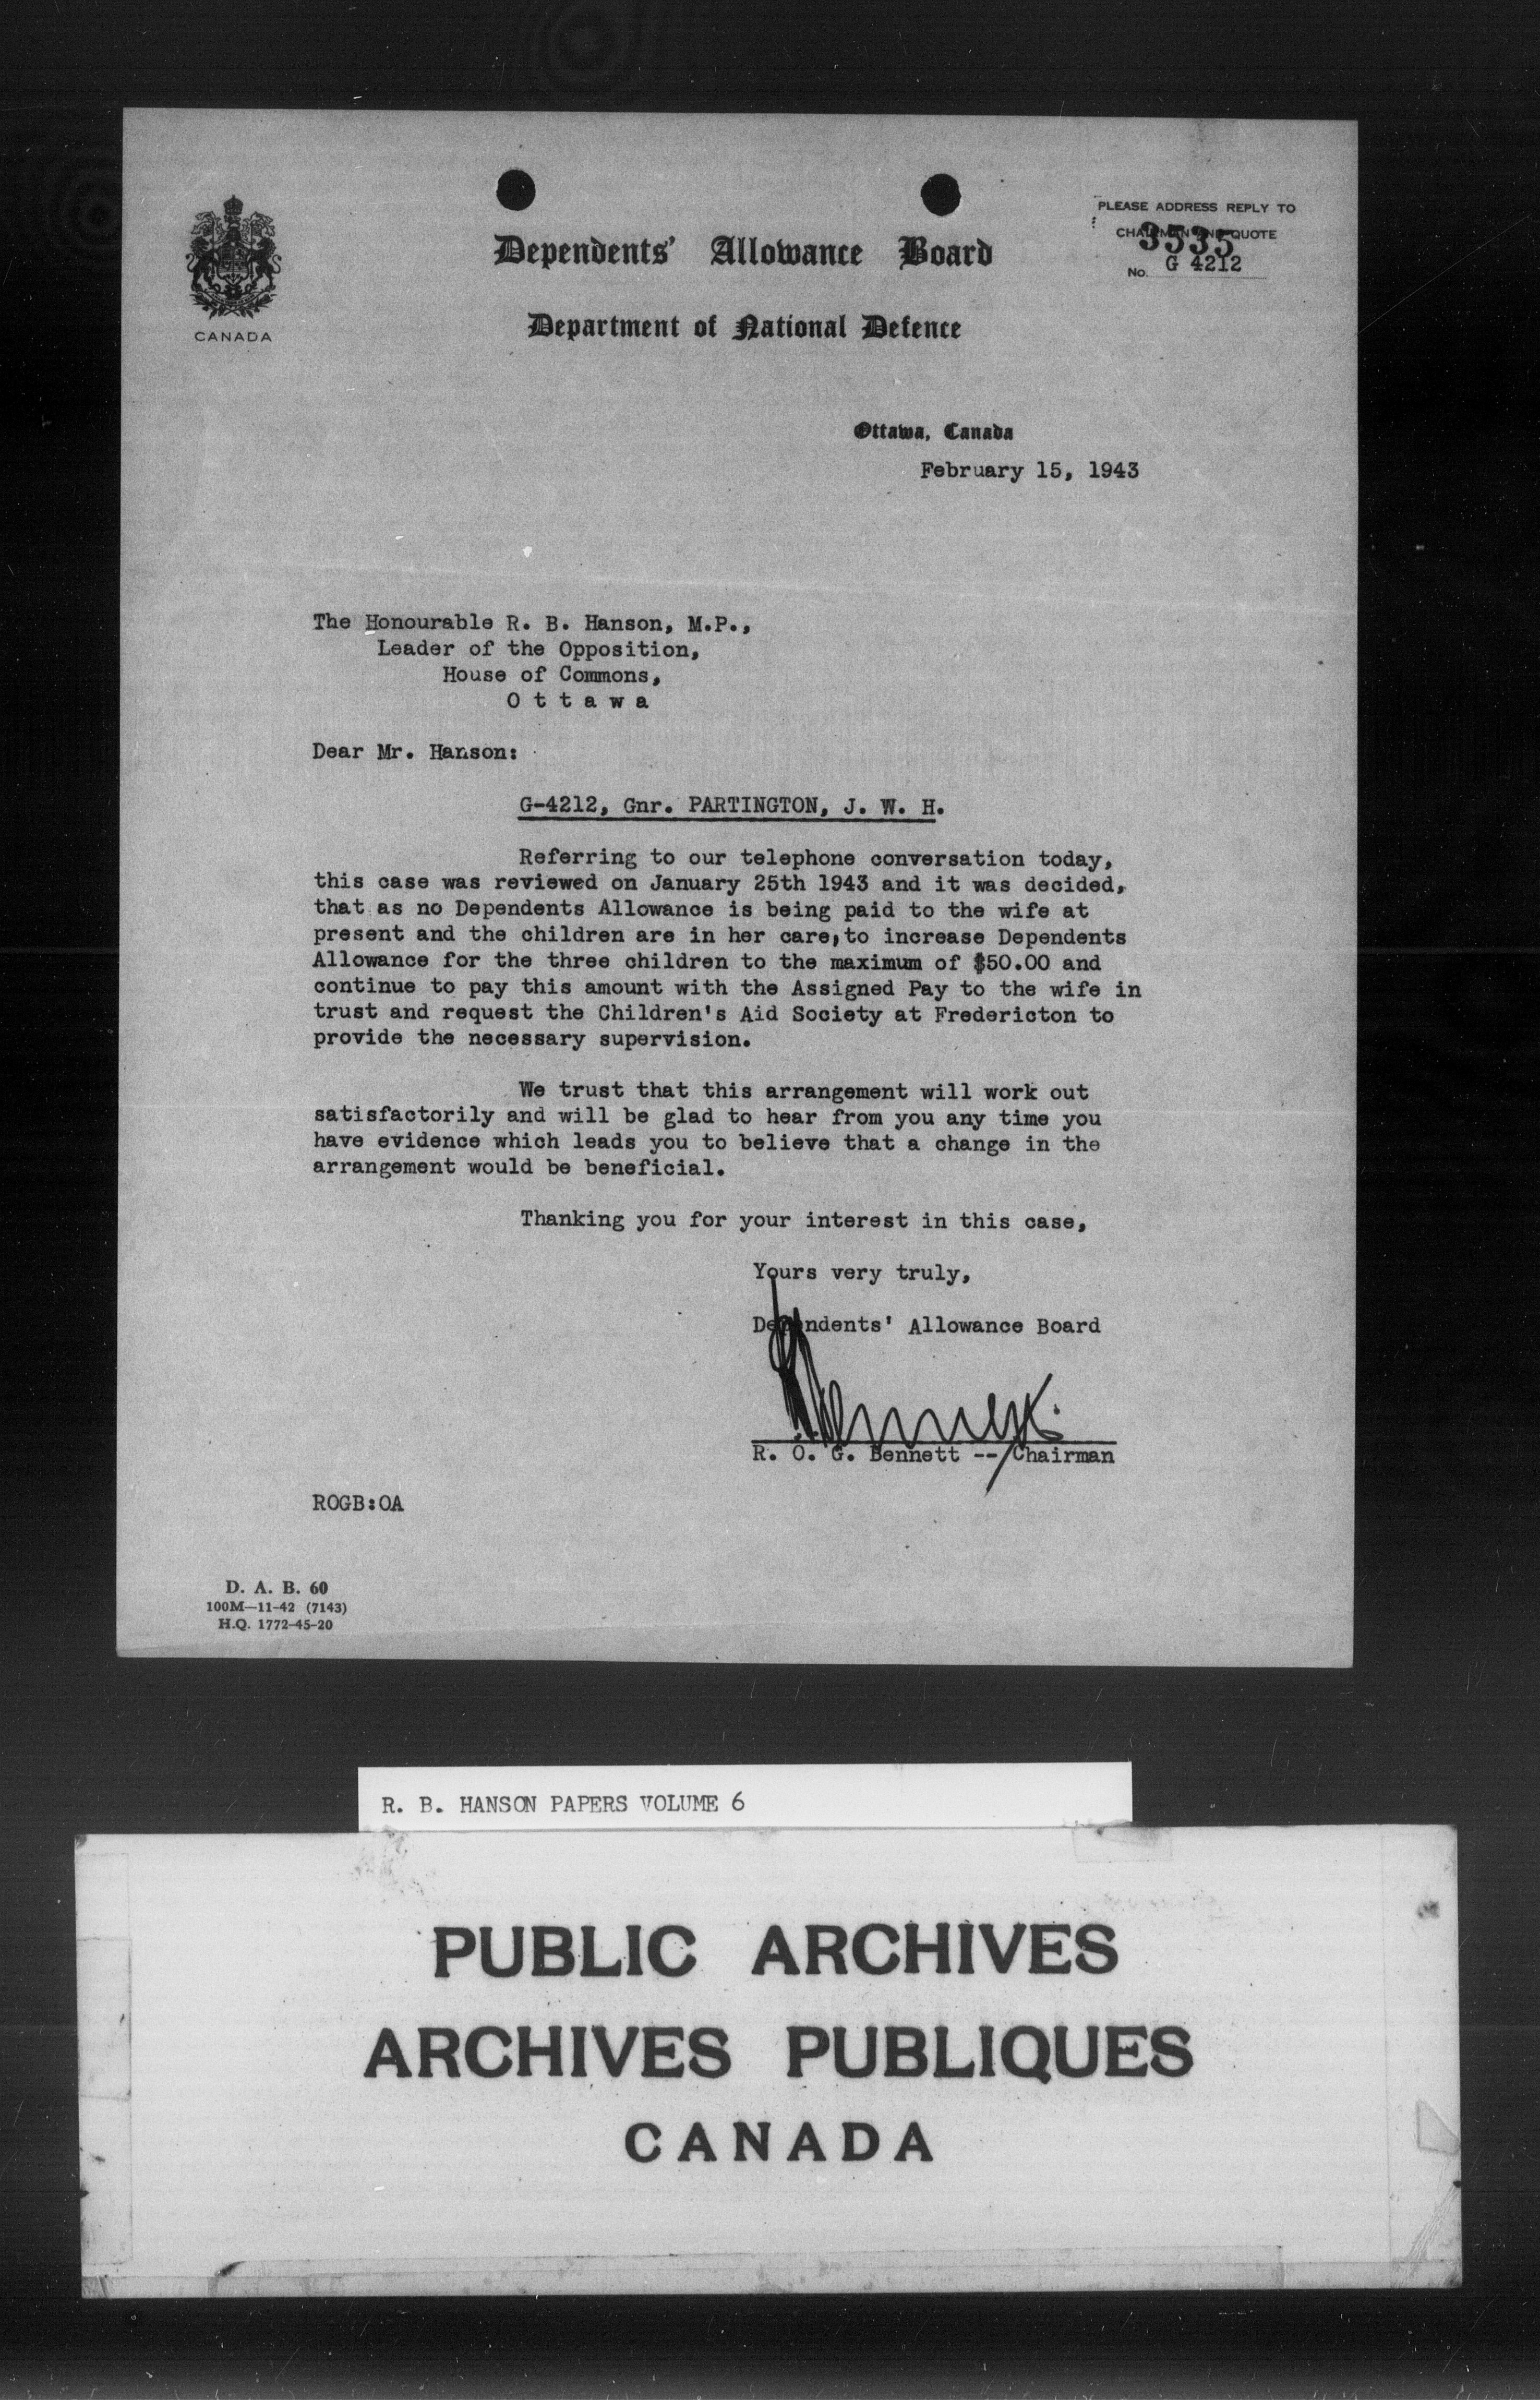 PLEASE ADDRESS REPLY TO
CHAIRMAN AND QUOTE
3535
No. G 4212
CANADA
Dependents' Allowance Board
Department of National Defence
Ottawa, Canada
February 15, 1943
The Honourable R. B. Hanson, M.P.,
Leader of the Opposition,
House of Commons,
O t t a w a
Dear Mr. Hanson:
G-4212, Gnr. PARTINGTON, J. W. H.
Referring to our telephone conversation today,
this case was reviewed on January 25th 1943 and it was decided,
that as no Dependents Allowance is being paid to the wife at
present and the children are in her care, to increase Dependents
Allowance for the three children to the maximum of $50.00 and
continue to pay this amount with the Assigned Pay to the wife in
trust and request the Children's Aid Society at Fredericton to
provide the necessary supervision.
We trust that this arrangement will work out
satisfactorily and will be glad to hear from you any time you
have evidence which leads you to believe that a change in the
arrangement would be beneficial.
Thanking you for your interest in this case,
Yours very truly,
Dependents' Allowance Board
R. O. G. Bennett -- Chairman
ROGB:OA
D. A. B. 60
100M—11-42 (7143)
H.Q. 1772-45-20
R. B. HANSON PAPERS VOLUME 6
PUBLIC ARCHIVES
ARCHIVES PUBLIQUES
CANADA